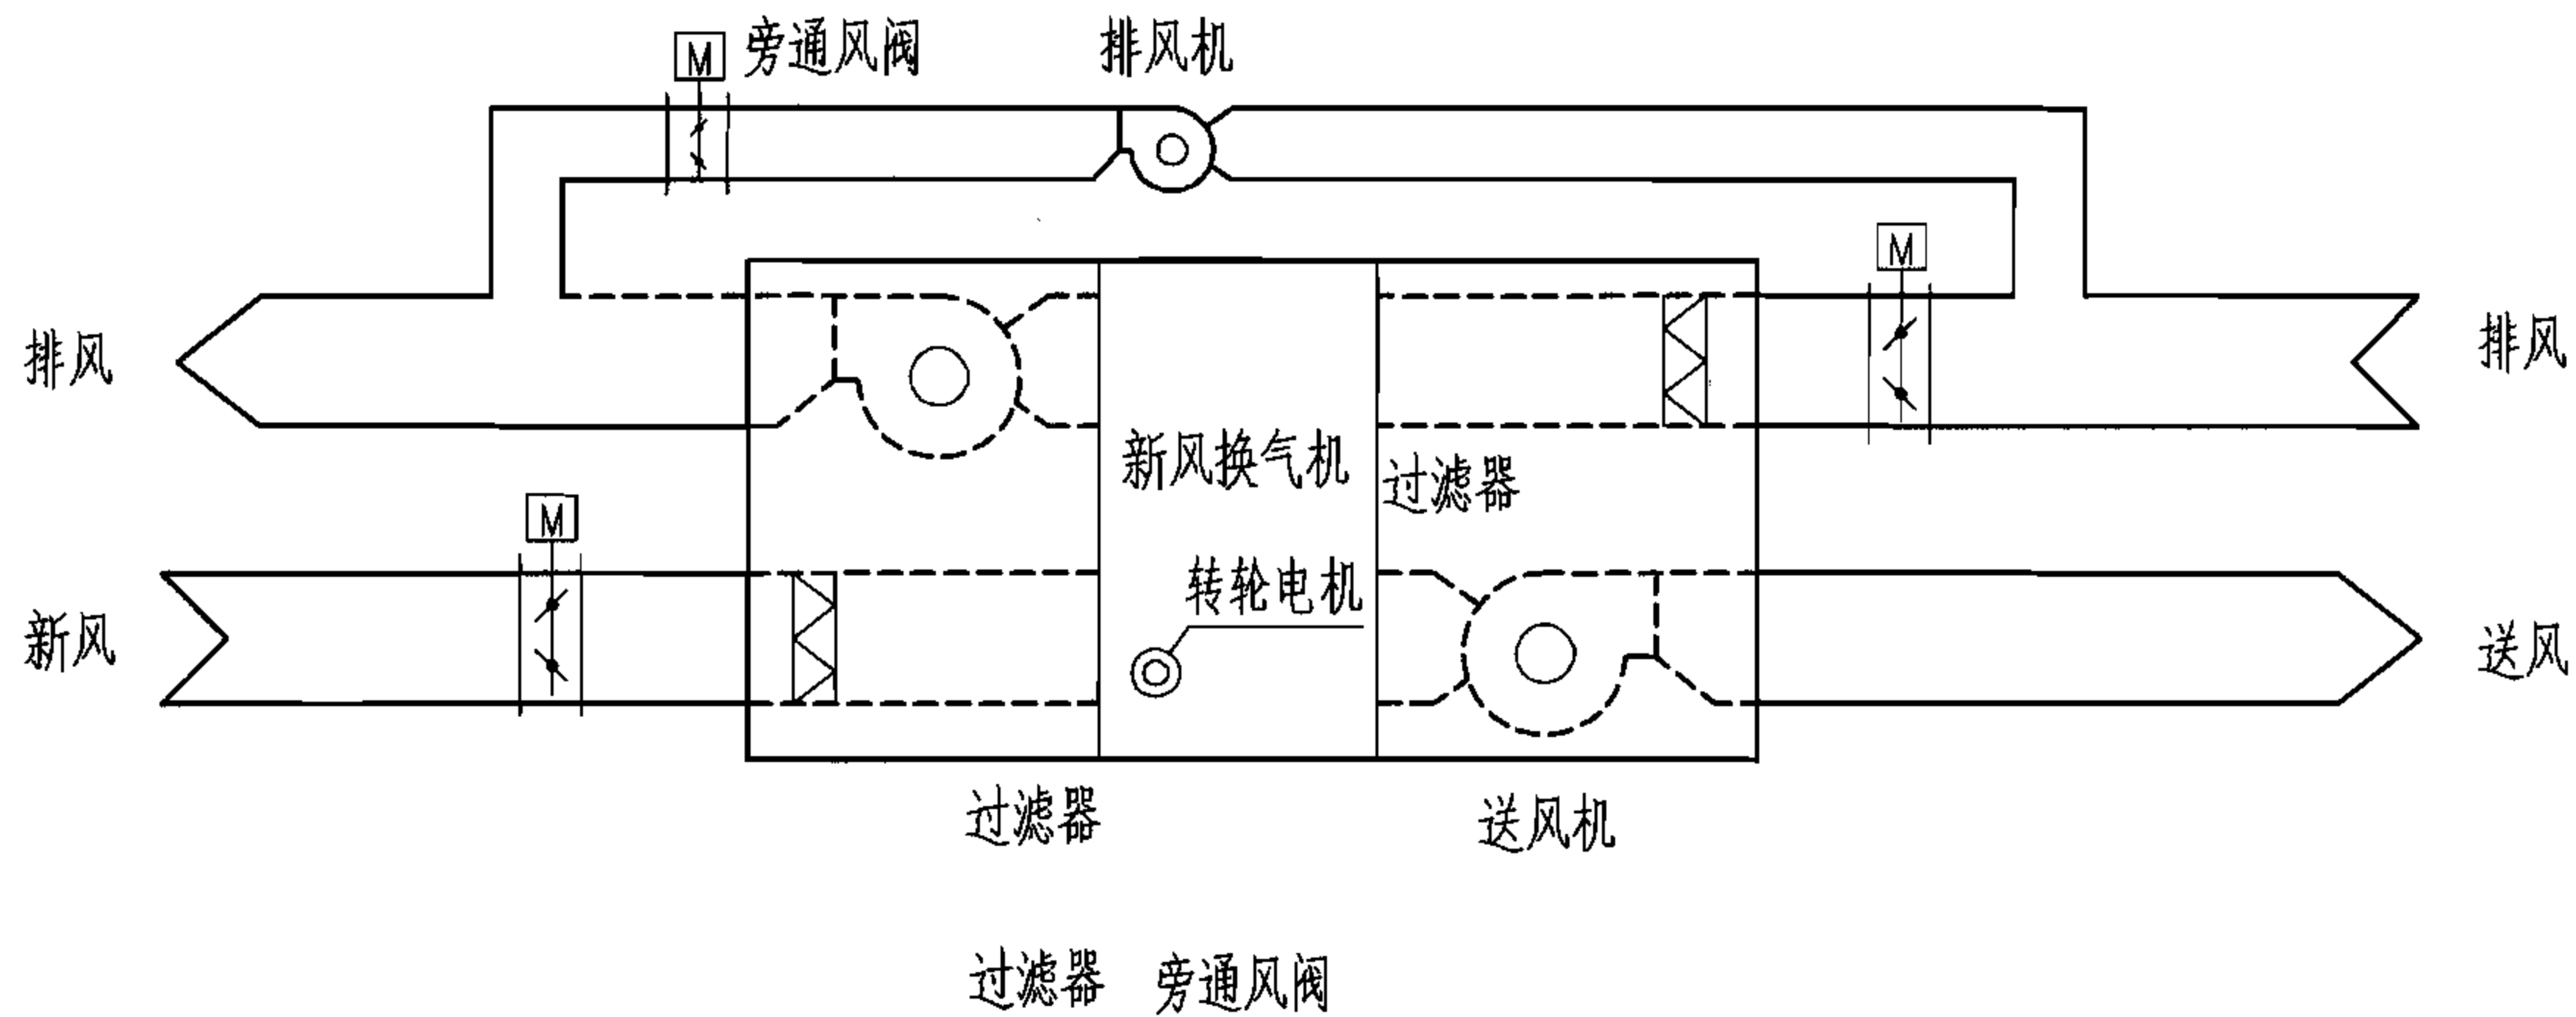 M 旁通风阀 排风机
M
排风 排风
新风换气机 过滤器
M
转轮电机
新风 送风
过滤器 送风机
过滤器 旁通风阀